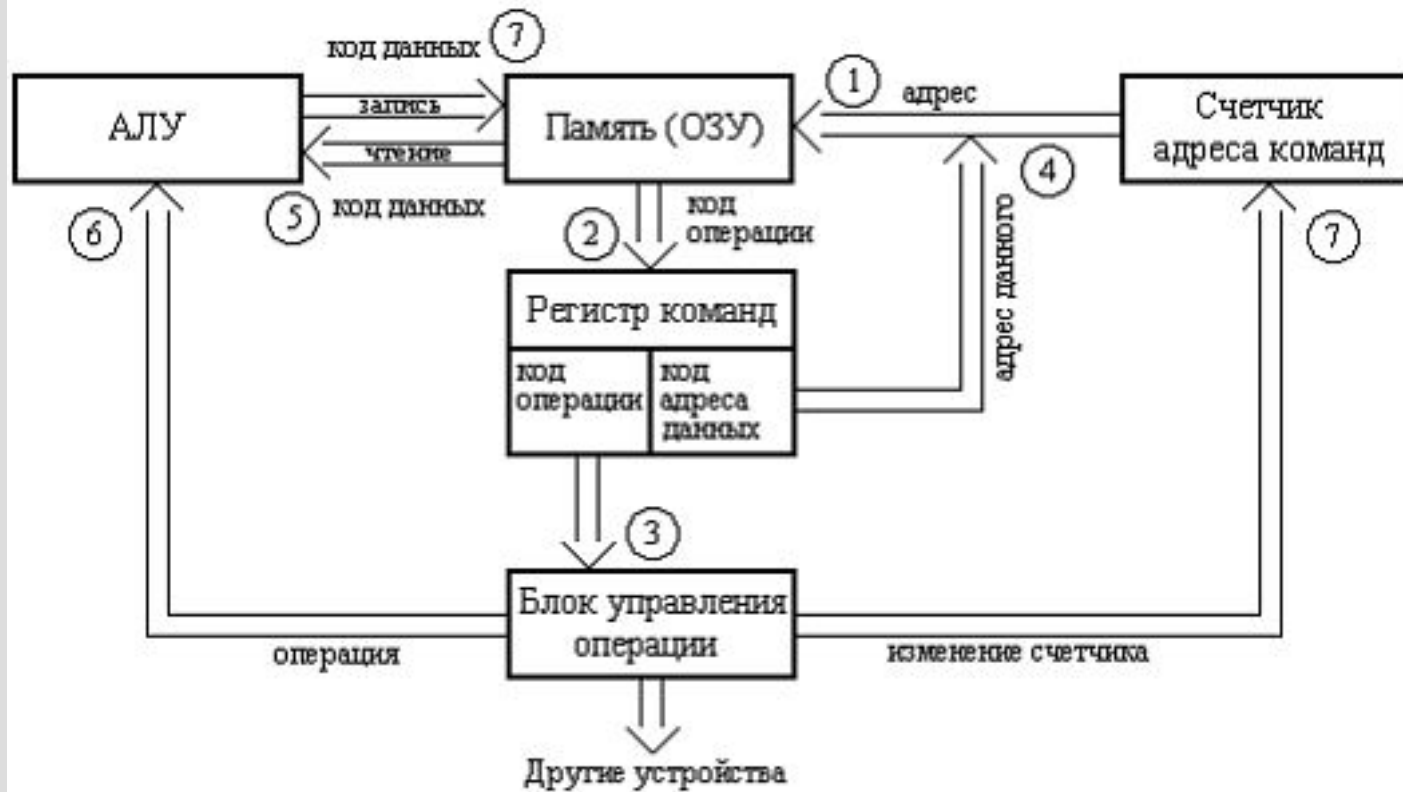 код данных
7
АЛУ
запись
чтение
Память (ОЗУ)
1
адрес
Счетчик
адреса команд
6
5
код данных
2
код
операции
4
адрес данного
7
Регистр команд
код
операции
код
адреса
данных
3
Блок управления
операции
операция
изменение счетчика
Другие устройства